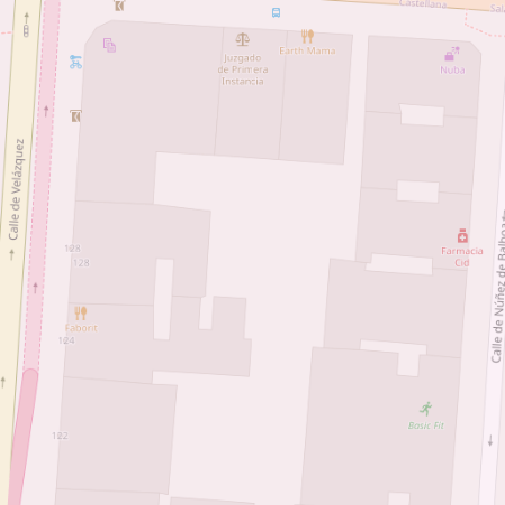 Castellana
Earth Mama
Juzgado
de Primera
Instancia
Nuba
Calle de Velázquez
128
128
Farmacia
Cid
Calle de Núñez de Balboa
Faborit
124
122
Basic Fit